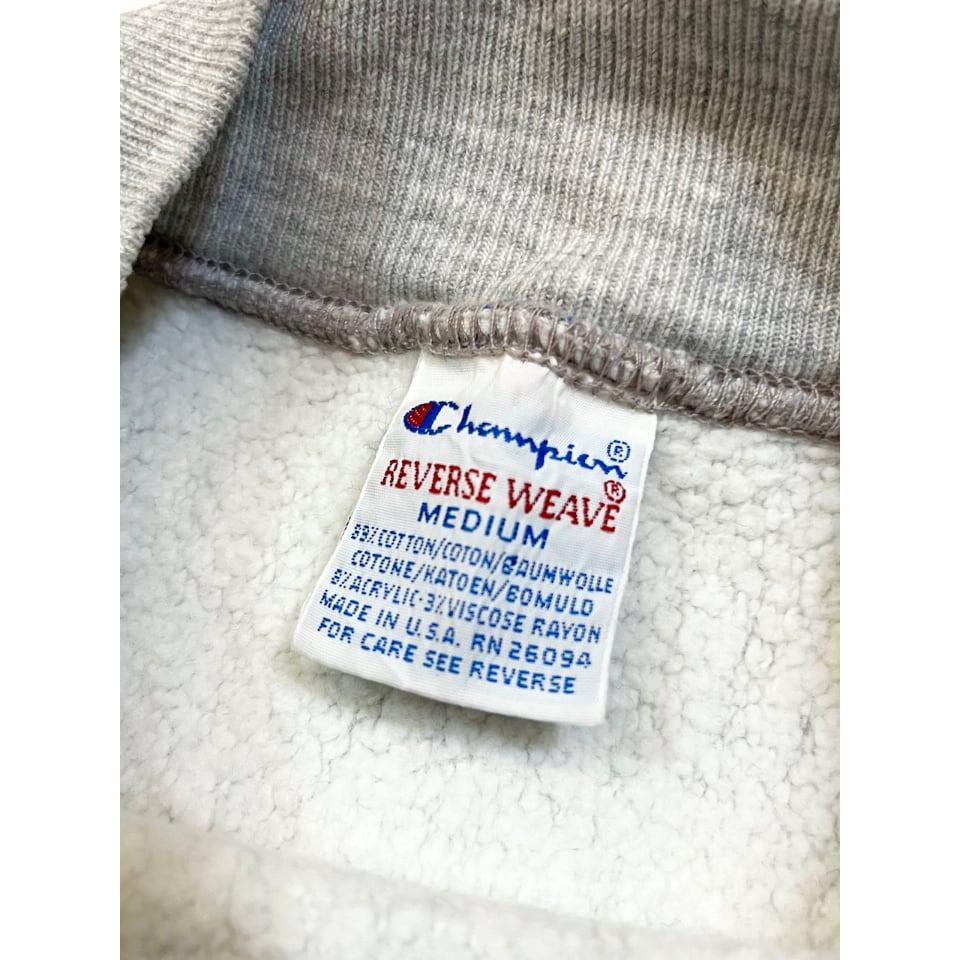 Champion ®
REVERSE WEAVE ®
MEDIUM
89%COTTON/COTON/BAUMWOLLE
COTONE/KATOEN/BOMULD
8%ACRYLIC·3%VISCOSE RAYON
MADE IN U.S.A. RN 26094
FOR CARE SEE REVERSE